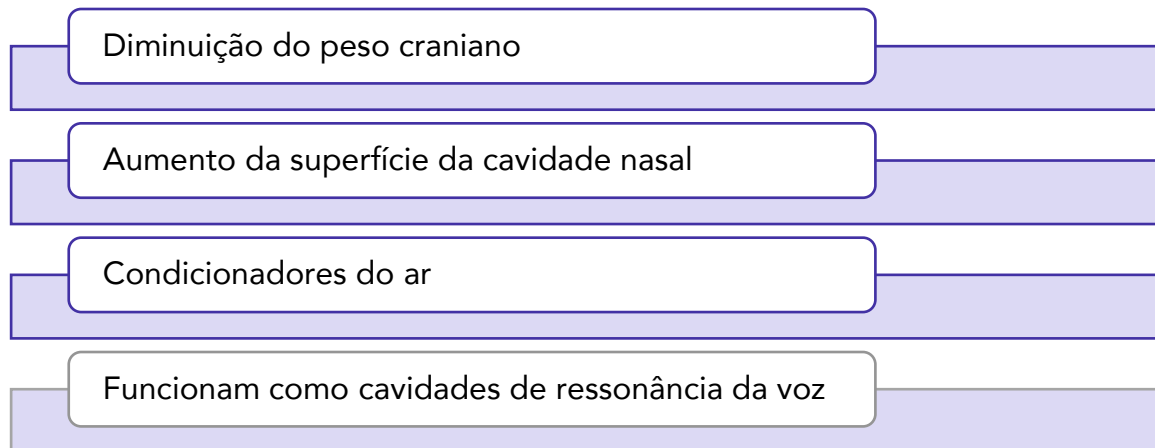 Diminuição do peso craniano
Aumento da superfície da cavidade nasal
Condicionadores do ar
Funcionam como cavidades de ressonância da voz